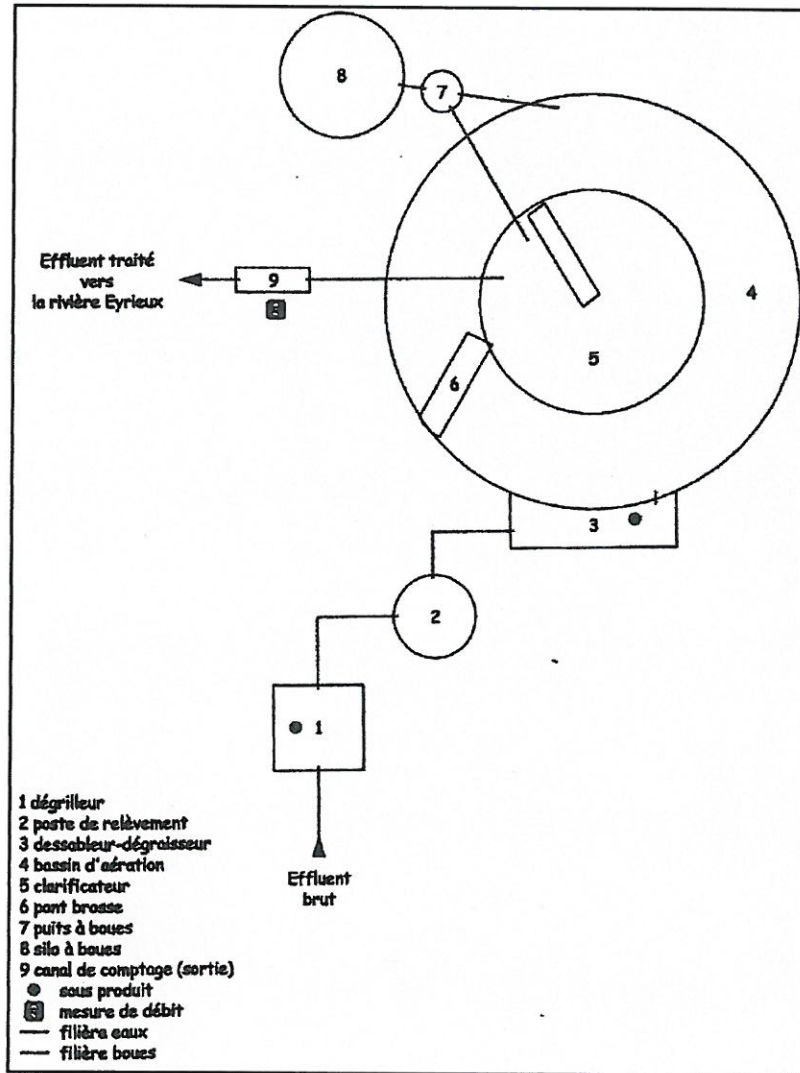 8
7
Effluent traité
vers
la rivière Eyrieux
9
4
5
6
3
2
1
Effluent
brut
1 dégrilleur
2 poste de relèvement
3 dessableur-dégraisseur
4 bassin d'aération
5 clarificateur
6 pont brosse
7 puits à boues
8 silo à boues
9 canal de comptage (sortie)
sous produit
mesure de débit
filière eaux
filière boues